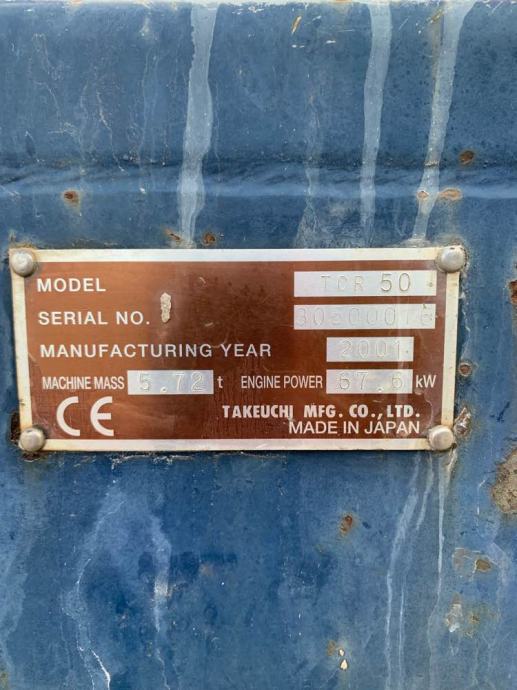 MODEL TCR 50
SERIAL NO.
MANUFACTURING YEAR 2001
MACHINE MASS 5.72 t ENGINE POWER 67.6 kW
CE TAKEUCHI MFG. CO., LTD.
MADE IN JAPAN